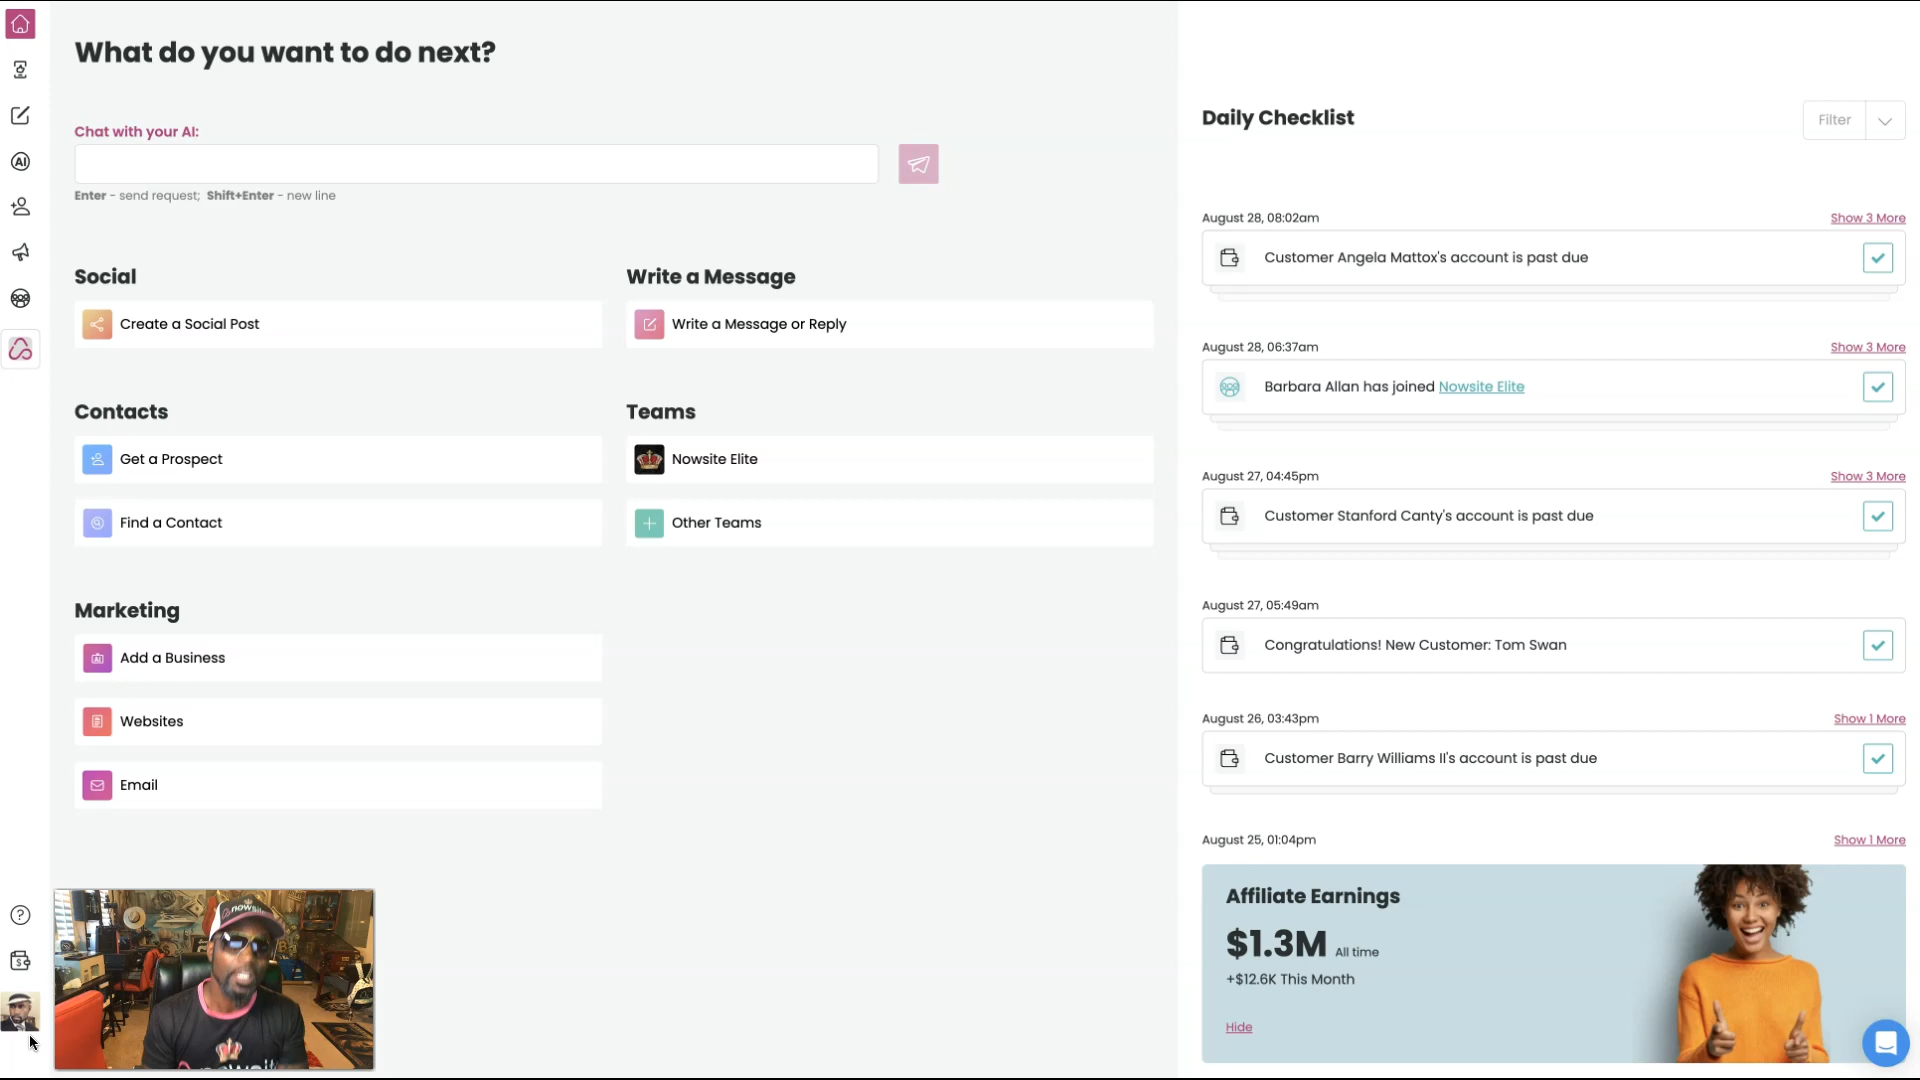 What do you want to do next?
Chat with your AI:
Enter - send request; Shift+Enter - new line
Social
Create a Social Post
Write a Message
Write a Message or Reply
Contacts
Get a Prospect
Find a Contact
Teams
Nowsite Elite
Other Teams
Marketing
Add a Business
Websites
Email
AI
Daily Checklist
Filter
August 28, 08:02am
Show 3 More
Customer Angela Mattox's account is past due
August 28, 06:37am
Show 3 More
Barbara Allan has joined Nowsite Elite
August 27, 04:45pm
Show 3 More
Customer Stanford Canty's account is past due
August 27, 05:49am
Congratulations! New Customer: Tom Swan
August 26, 03:43pm
Show 1 More
Customer Barry Williams II's account is past due
August 25, 01:04pm
Show 1 More
Affiliate Earnings
$1.3M All time
+$12.6K This Month
Hide